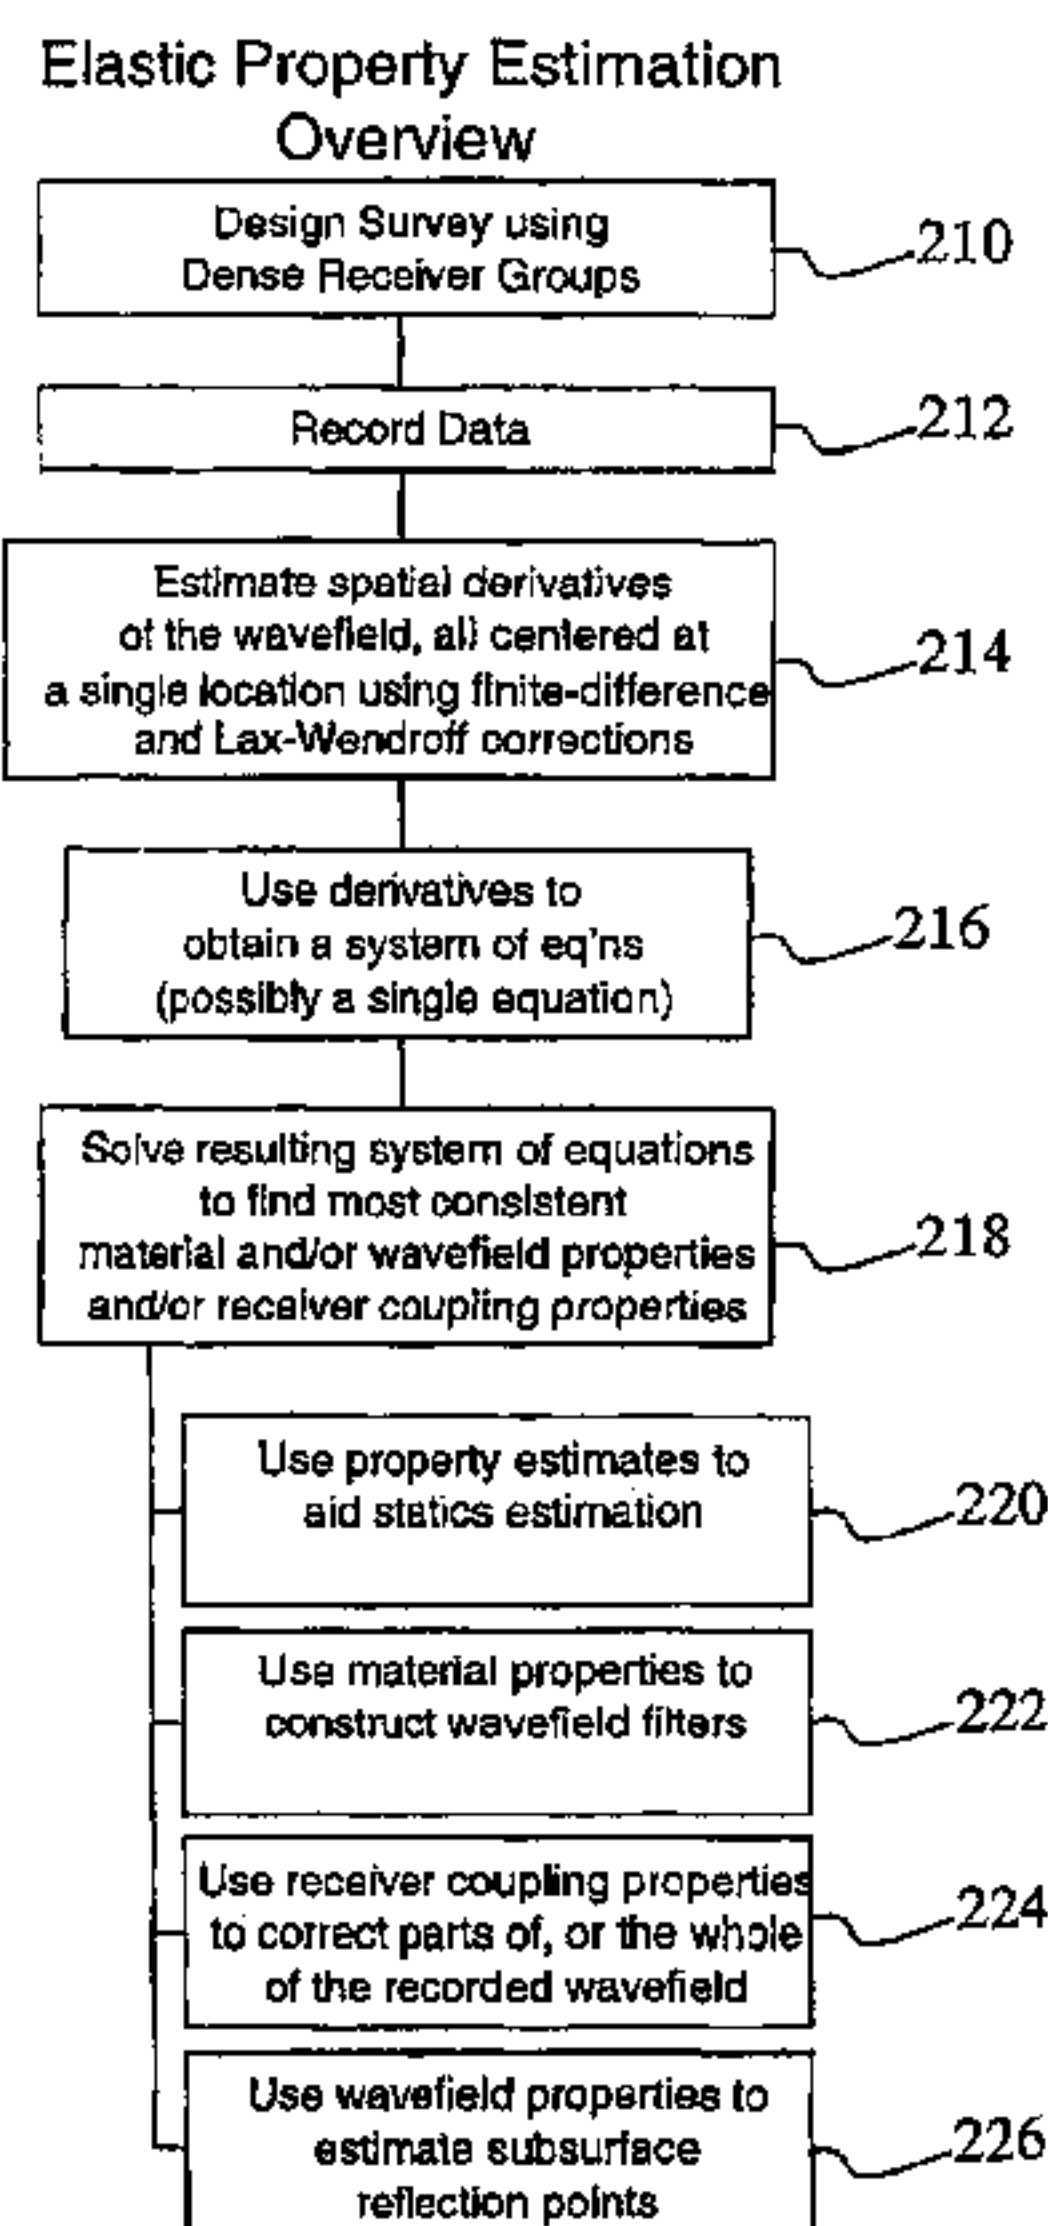 Elastic Property Estimation
Overview
Design Survey using
Dense Receiver Groups
210
Record Data
212
Estimate spatial derivatives
of the wavefield, all centered at
a single location using finite-difference
and Lax-Wendroff corrections
214
Use derivatives to
obtain a system of eq'ns
(possibly a single equation)
216
Solve resulting system of equations
to find most consistent
material and/or wavefield properties
and/or receiver coupling properties
218
Use property estimates to
aid statics estimation
220
Use material properties to
construct wavefield filters
222
Use receiver coupling properties
to correct parts of, or the whole
of the recorded wavefield
224
Use wavefield properties to
estimate subsurface
reflection points
226